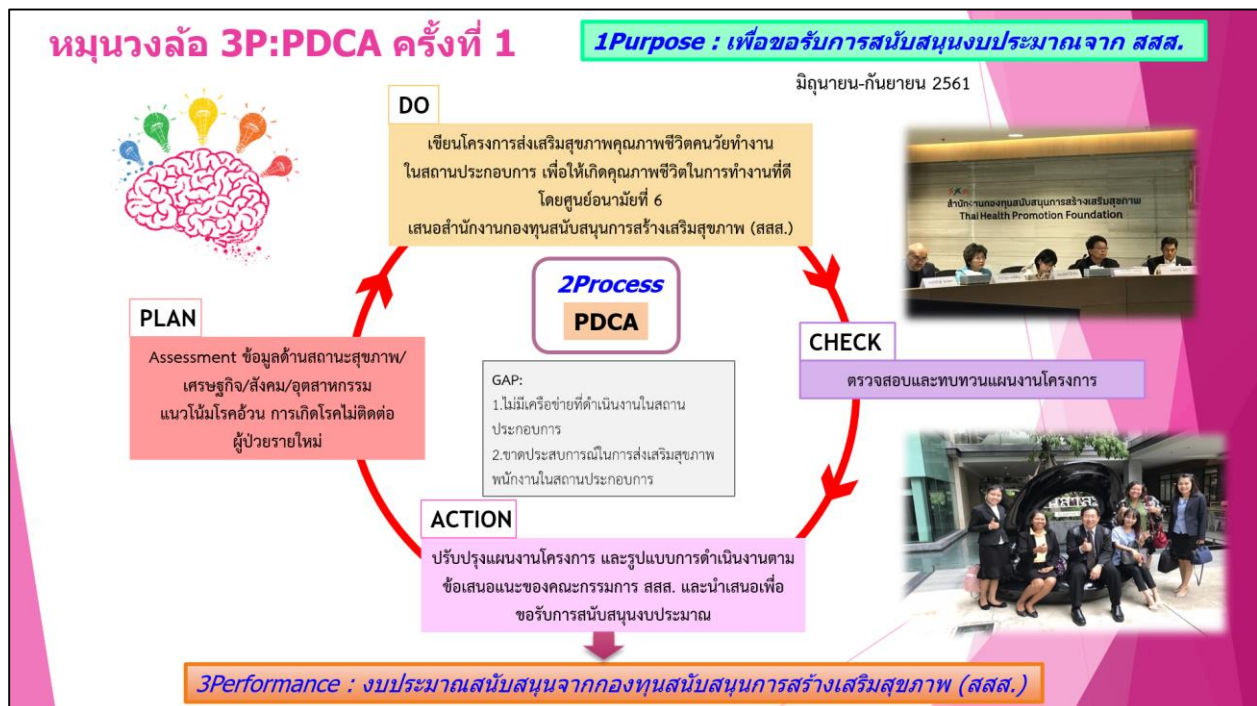 หมุนวงล้อ 3P:PDCA ครั้งที่ 1
1Purpose : เพื่อขอรับการสนับสนุนงบประมาณจาก สสส.
มิถุนายน-กันยายน 2561
DO
เขียนโครงการส่งเสริมสุขภาพคุณภาพชีวิตคนวัยทำงาน
ในสถานประกอบการ เพื่อให้เกิดคุณภาพชีวิตในการทำงานที่ดี
โดยศูนย์อนามัยที่ 6
เสนอสำนักงานกองทุนสนับสนุนการสร้างเสริมสุขภาพ (สสส.)
สำนักงานกองทุนสนับสนุนการสร้างเสริมสุขภาพ
Thai Health Promotion Foundation
2Process
PDCA
PLAN
Assessment ข้อมูลด้านสถานะสุขภาพ/
เศรษฐกิจ/สังคม/อุตสาหกรรม
แนวโน้มโรคอ้วน การเกิดโรคไม่ติดต่อ
ผู้ป่วยรายใหม่
CHECK
ตรวจสอบและทบทวนแผนงานโครงการ
GAP:
1.ไม่มีเครือข่ายที่ดำเนินงานในสถาน
ประกอบการ
2.ขาดประสบการณ์ในการส่งเสริมสุขภาพ
พนักงานในสถานประกอบการ
ACTION
ปรับปรุงแผนงานโครงการ และรูปแบบการดำเนินงานตาม
ข้อเสนอแนะของคณะกรรมการ สสส. และนำเสนอเพื่อ
ขอรับการสนับสนุนงบประมาณ
3Performance : งบประมาณสนับสนุนจากกองทุนสนับสนุนการสร้างเสริมสุขภาพ (สสส.)